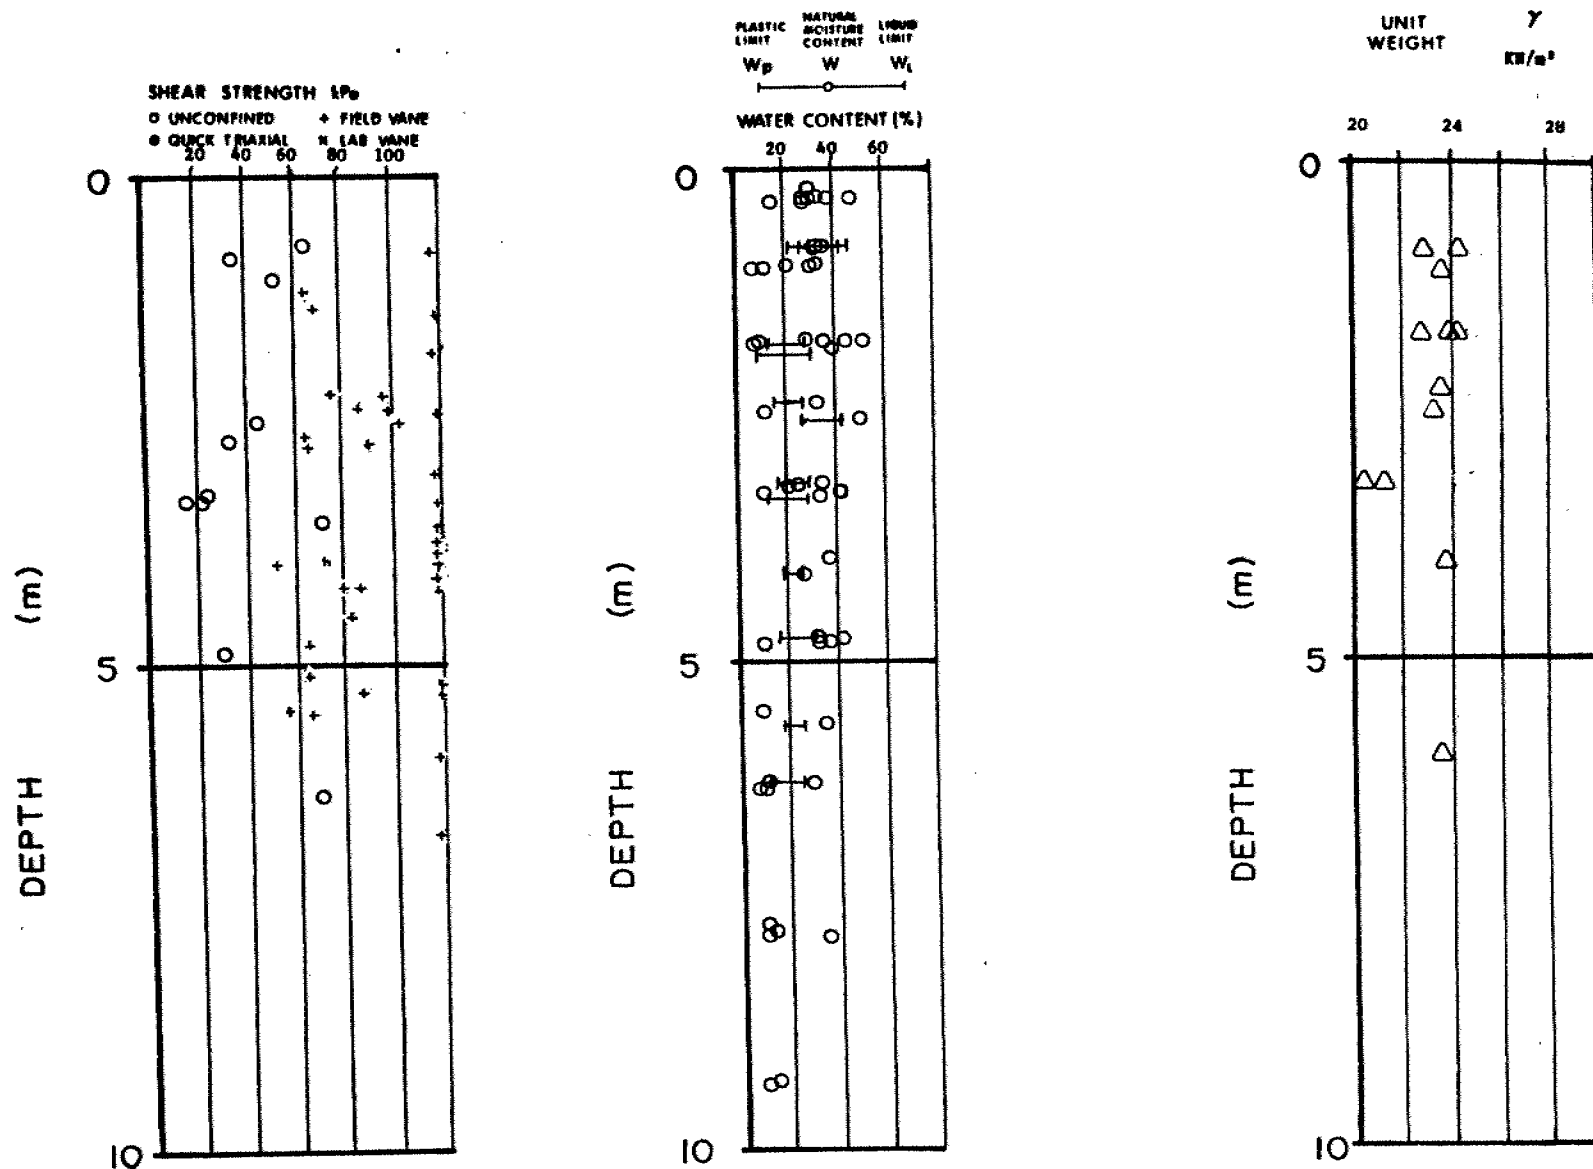 SHEAR STRENGTH kPa
o UNCONFINED + FIELD VANE
● QUICK TRIAXIAL × LAB VANE
20 40 60 80 100
0
5
10
DEPTH (m)
PLASTIC LIMIT NATURAL MOISTURE CONTENT LIQUID LIMIT
Wp W WL
WATER CONTENT (%)
20 40 60
0
5
10
DEPTH (m)
UNIT WEIGHT γ
KN/m³
20 24 28
0
5
10
DEPTH (m)